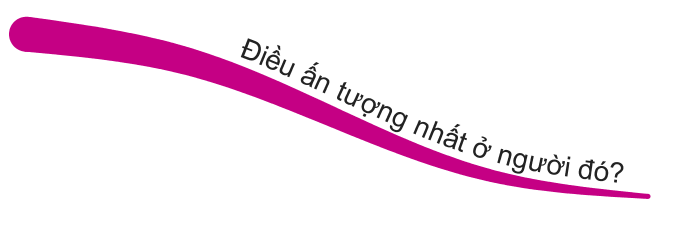 Điều ấn tượng nhất ở người đó?